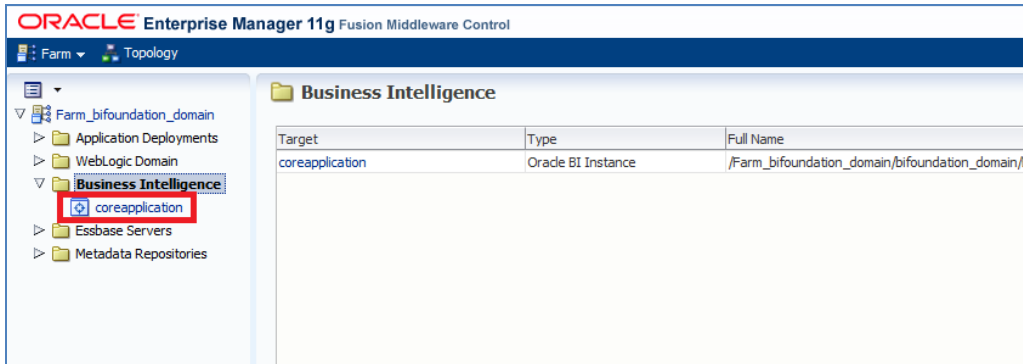 ORACLE Enterprise Manager 11g Fusion Middleware Control
Farm Topology
Farm_bifoundation_domain
Application Deployments
WebLogic Domain
Business Intelligence
coreapplication
Essbase Servers
Metadata Repositories
Business Intelligence
Target Type Full Name
coreapplication Oracle BI Instance /Farm_bifoundation_domain/bifoundation_domain/